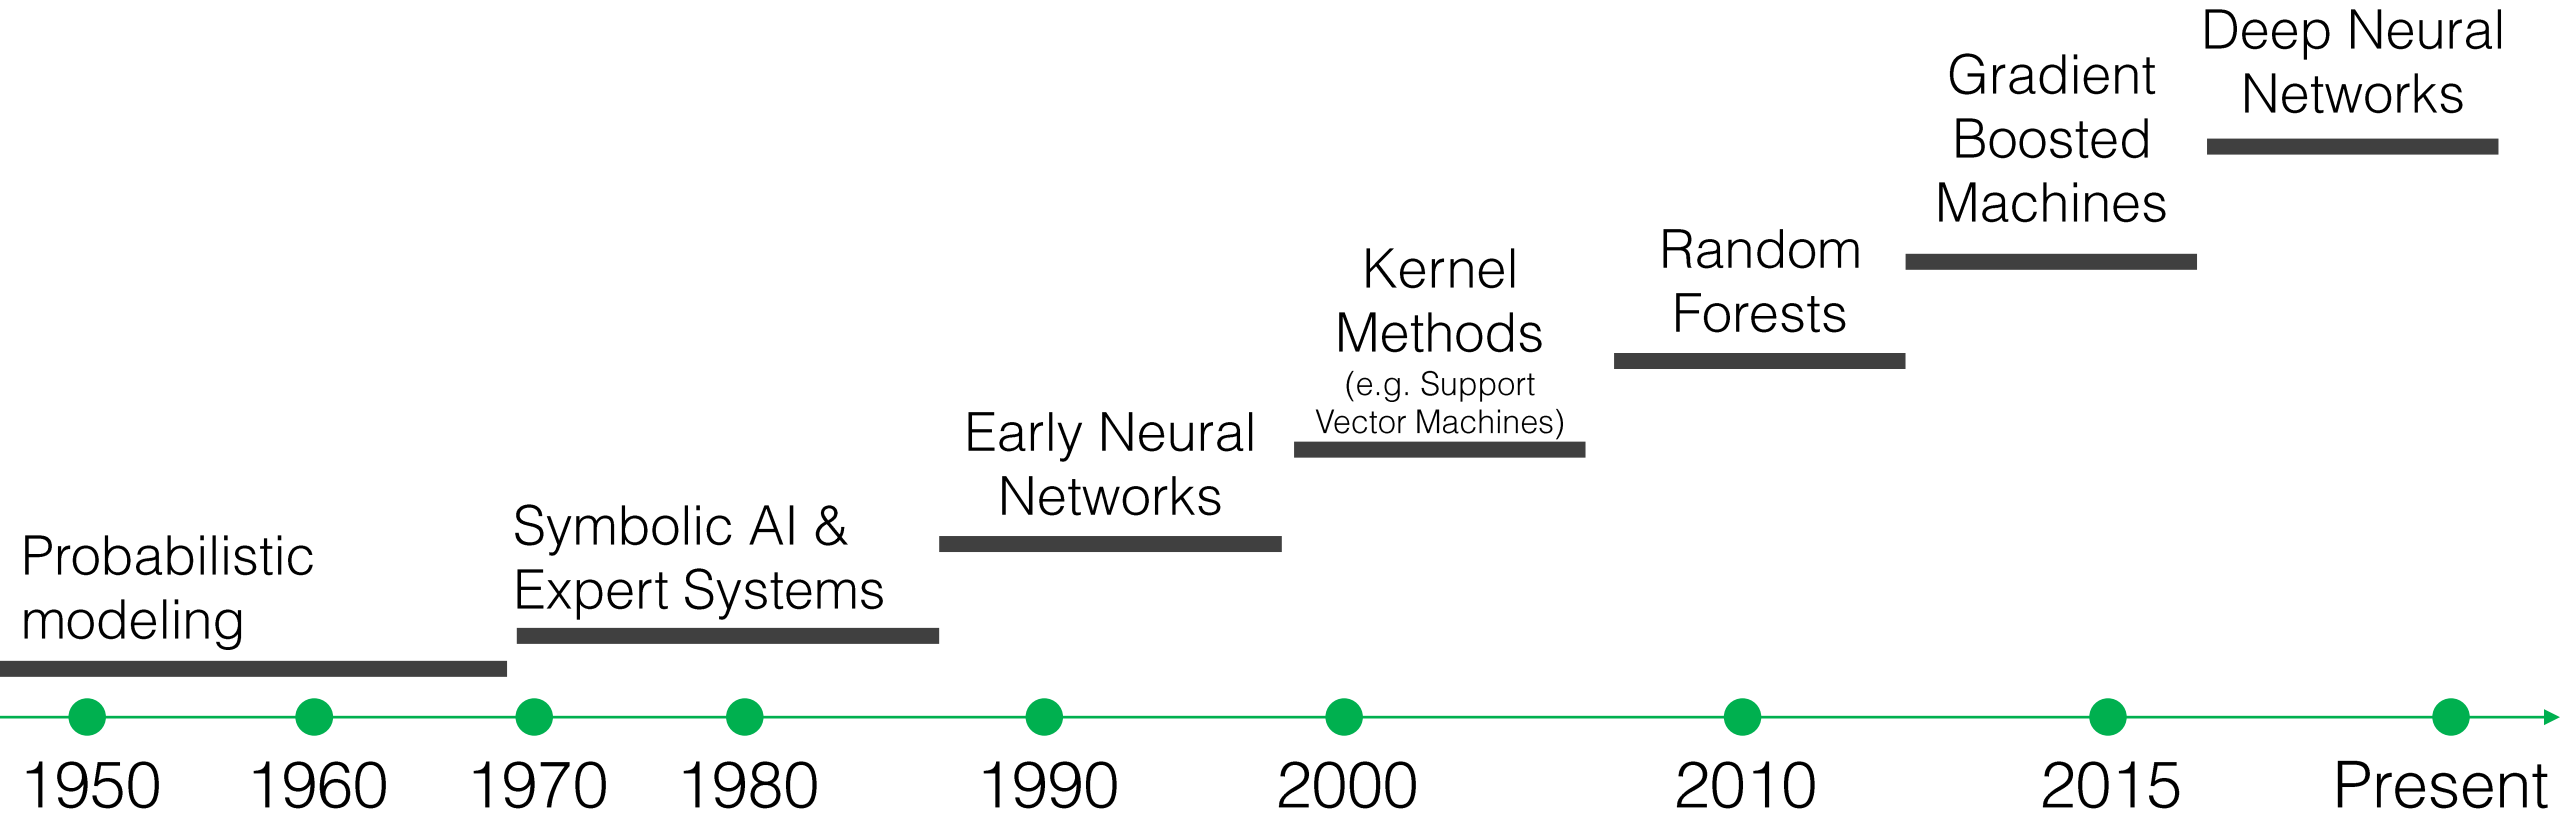 Probabilistic
modeling
Symbolic AI &
Expert Systems
Early Neural
Networks
Kernel
Methods
(e.g. Support
Vector Machines)
Random
Forests
Gradient
Boosted
Machines
Deep Neural
Networks
1950
1960
1970
1980
1990
2000
2010
2015
Present